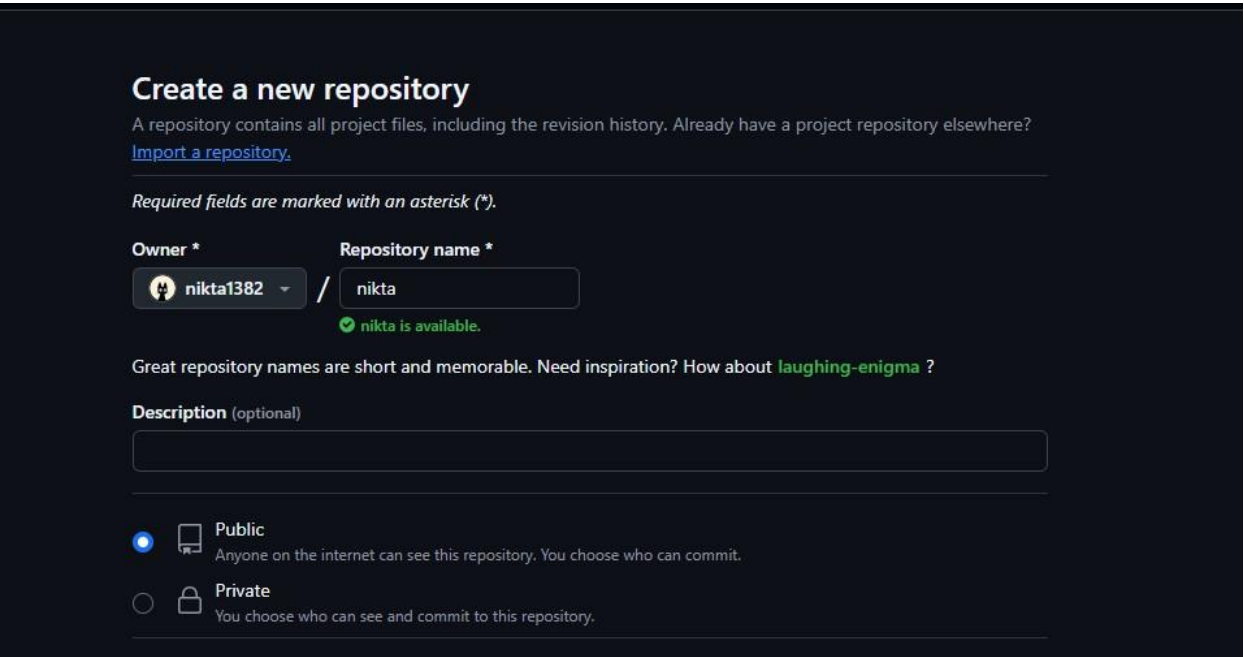 Create a new repository
A repository contains all project files, including the revision history. Already have a project repository elsewhere?
Import a repository.
Required fields are marked with an asterisk (*).
Owner * Repository name *
nikta1382 / nikta
nikta is available.
Great repository names are short and memorable. Need inspiration? How about laughing-enigma ?
Description (optional)
Public
Anyone on the internet can see this repository. You choose who can commit.
Private
You choose who can see and commit to this repository.